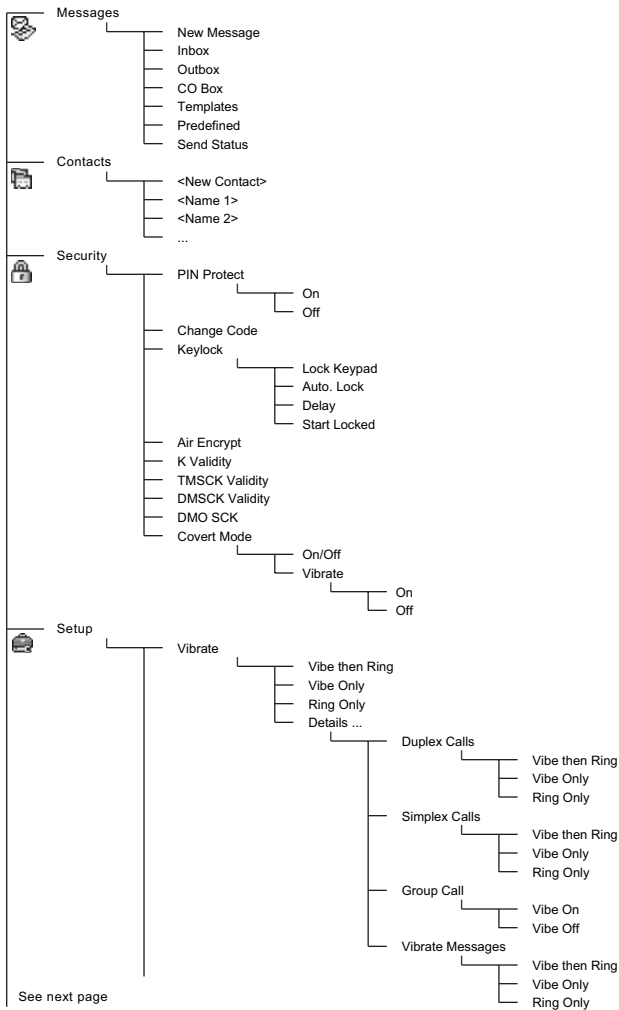 Messages
New Message
Inbox
Outbox
CO Box
Templates
Predefined
Send Status
Contacts
<New Contact>
<Name 1>
<Name 2>
...
Security
PIN Protect
On
Off
Change Code
Keylock
Lock Keypad
Auto. Lock
Delay
Start Locked
Air Encrypt
K Validity
TMSCK Validity
DMSCK Validity
DMO SCK
Covert Mode
On/Off
Vibrate
On
Off
Setup
Vibrate
Vibe then Ring
Vibe Only
Ring Only
Details ...
Duplex Calls
Vibe then Ring
Vibe Only
Ring Only
Simplex Calls
Vibe then Ring
Vibe Only
Ring Only
Group Call
Vibe On
Vibe Off
Vibrate Messages
Vibe then Ring
Vibe Only
Ring Only
See next page